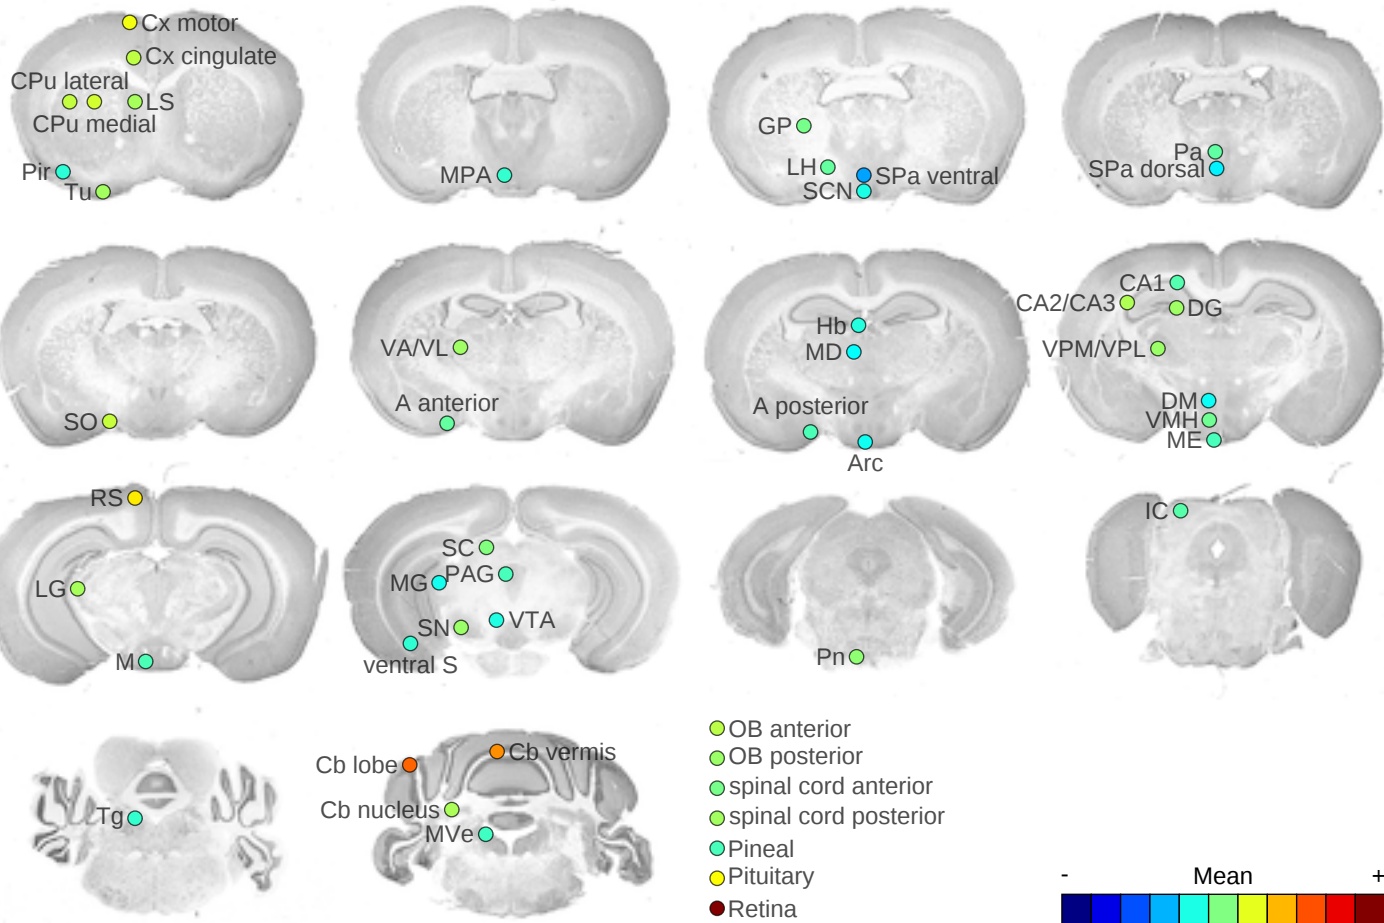 Cx motor
Cx cingulate
CPu lateral
LS
CPu medial
Pir
Tu
MPA
GP
LH
SPa ventral
SCN
Pa
SPa dorsal
SO
VA/VL
A anterior
Hb
MD
A posterior
Arc
CA1
CA2/CA3
DG
VPM/VPL
DM
VMH
ME
RS
LG
M
SC
MG
PAG
SN
VTA
ventral S
Pn
IC
Tg
Cb lobe
Cb vermis
Cb nucleus
MVe
OB anterior
OB posterior
spinal cord anterior
spinal cord posterior
Pineal
Pituitary
Retina
- Mean +